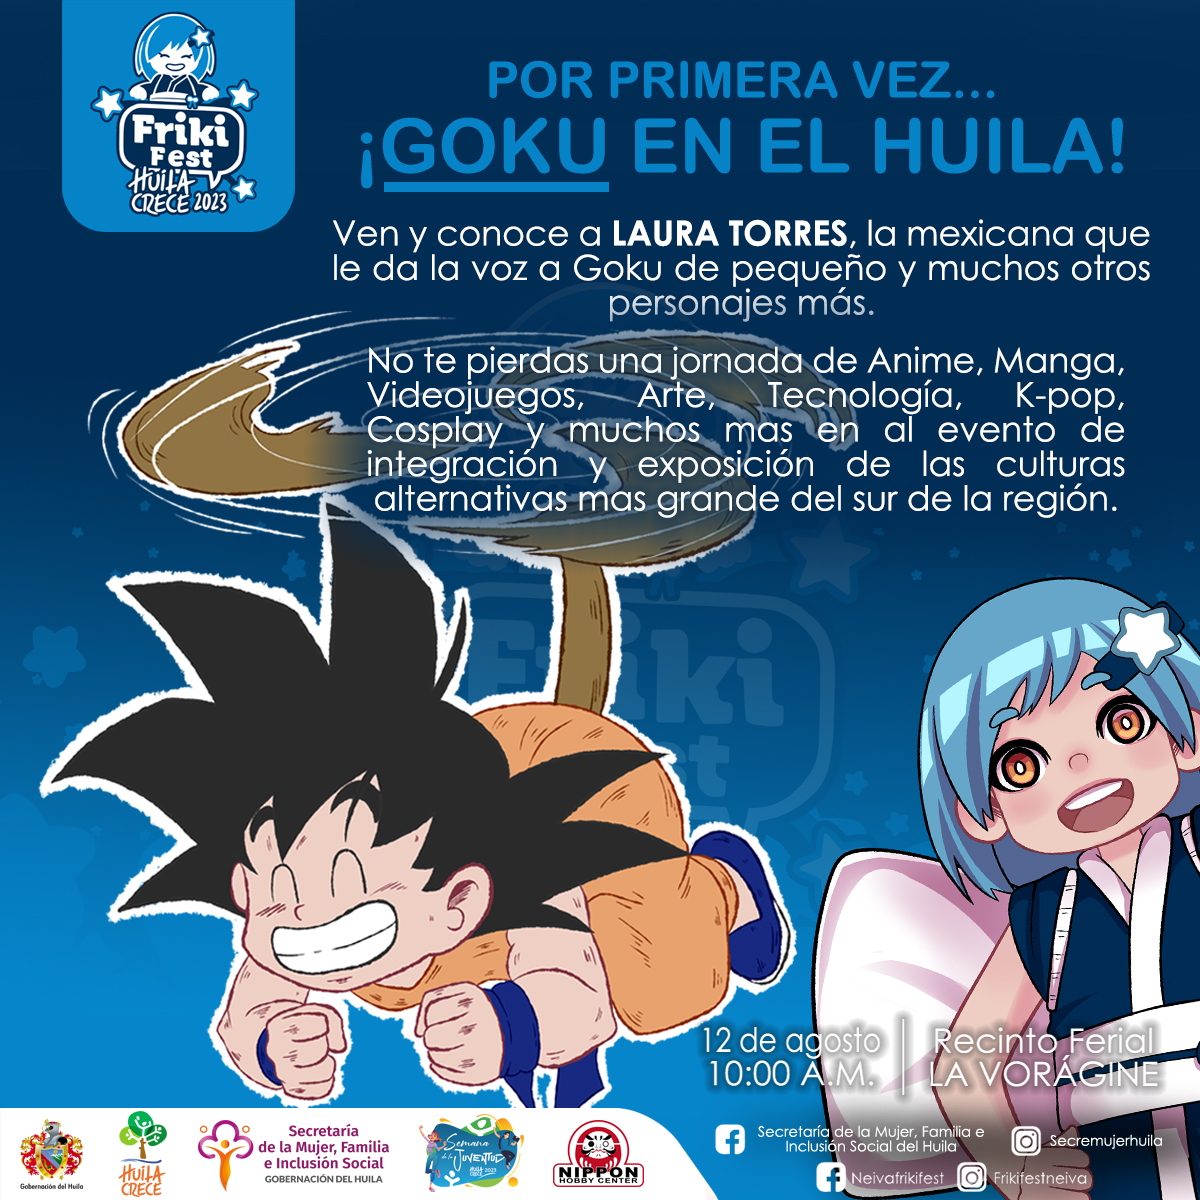 Friki
Fest
HUILA
CRECE 2023
POR PRIMERA VEZ...
¡GOKU EN EL HUILA!
Ven y conoce a LAURA TORRES, la mexicana que
le da la voz a Goku de pequeño y muchos otros
personajes más.
No te pierdas una jornada de Anime, Manga,
Videojuegos, Arte, Tecnología, K-pop,
Cosplay y muchos mas en al evento de
integración y exposición de las culturas
alternativas mas grande del sur de la región.
Friki
Fest
12 de agosto
10:00 A.M.
Recinto Ferial
LA VORÁGINE
Gobernación del Huila
HUILA
CRECE
Secretaría
de la Mujer, Familia
e Inclusión Social
GOBERNACIÓN DEL HUILA
Semana
de la
JUVENTUD
HUILA 2023
CRECE
NIPPON
HOBBY CENTER
Secretaría de la Mujer, Familia e
Inclusión Social del Huila
Secremujerhuila
Neivafrikifest
Frikifestneiva